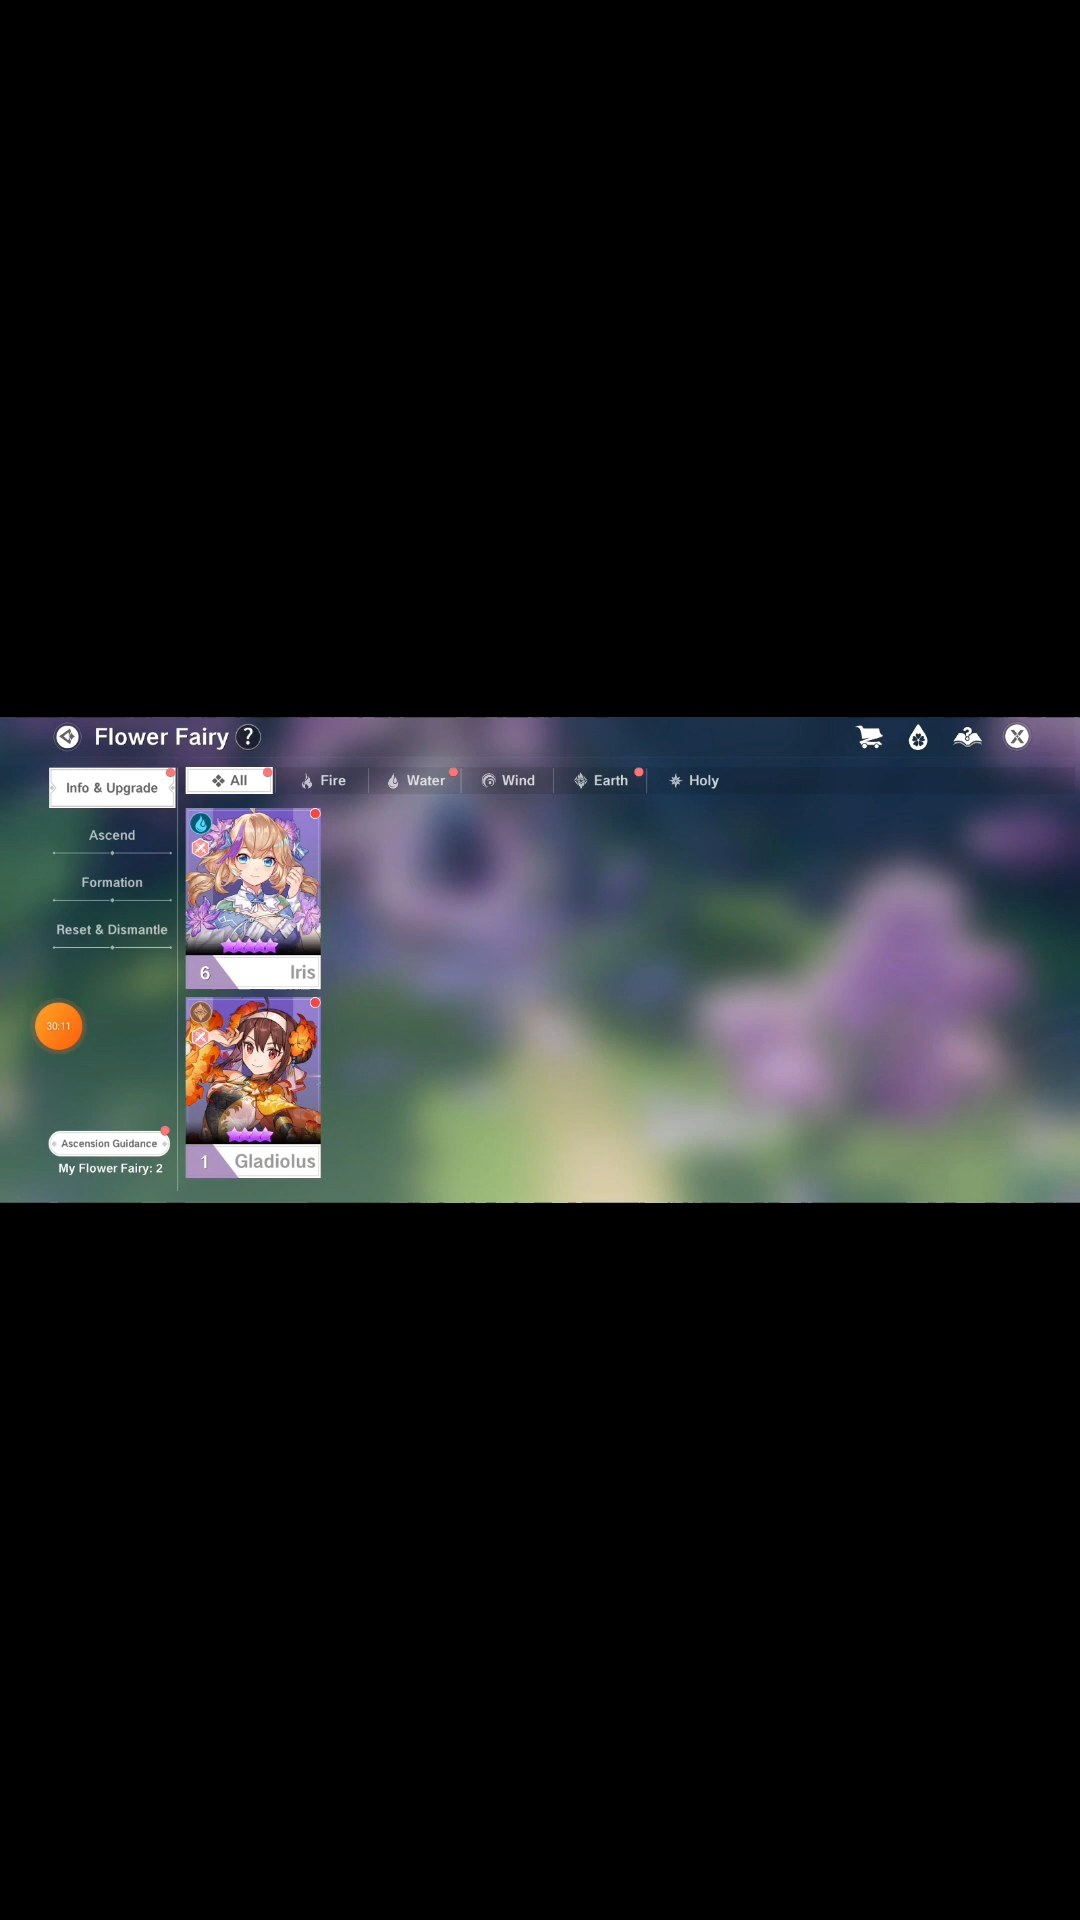 Flower Fairy ?
Info & Upgrade
Ascend
Formation
Reset & Dismantle
30:11
Ascension Guidance
My Flower Fairy: 2
All
Fire
Water
Wind
Earth
Holy
6 Iris
1 Gladiolus